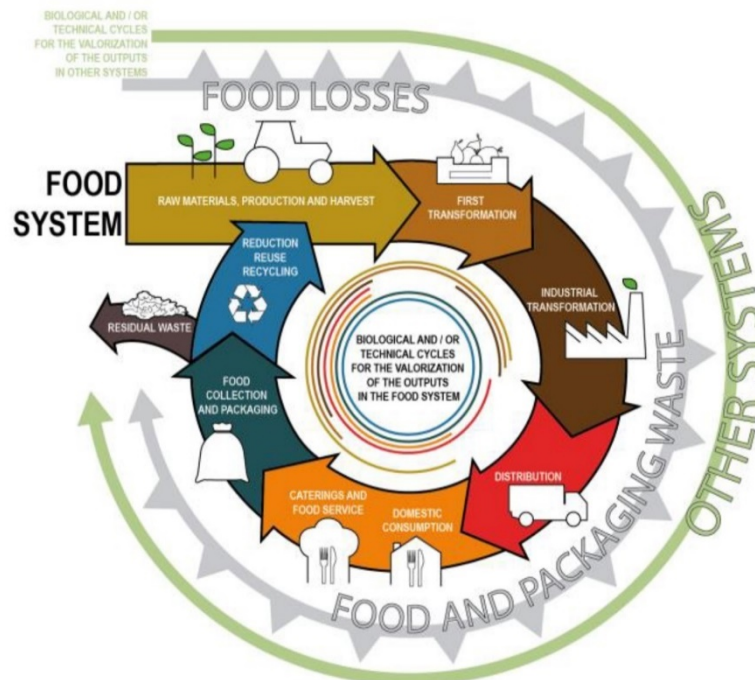 BIOLOGICAL AND / OR
TECHNICAL CYCLES
FOR THE VALORIZATION
OF THE OUTPUTS
IN OTHER SYSTEMS
FOOD LOSSES
FOOD
SYSTEM
RAW MATERIALS, PRODUCTION AND HARVEST
FIRST
TRANSFORMATION
INDUSTRIAL
TRANSFORMATION
DISTRIBUTION
DOMESTIC
CONSUMPTION
CATERINGS AND
FOOD SERVICE
FOOD
COLLECTION
AND PACKAGING
RESIDUAL WASTE
REDUCTION
REUSE
RECYCLING
BIOLOGICAL AND / OR
TECHNICAL CYCLES
FOR THE VALORIZATION
OF THE OUTPUTS
IN THE FOOD SYSTEM
FOOD AND PACKAGING WASTE
OTHER SYSTEMS